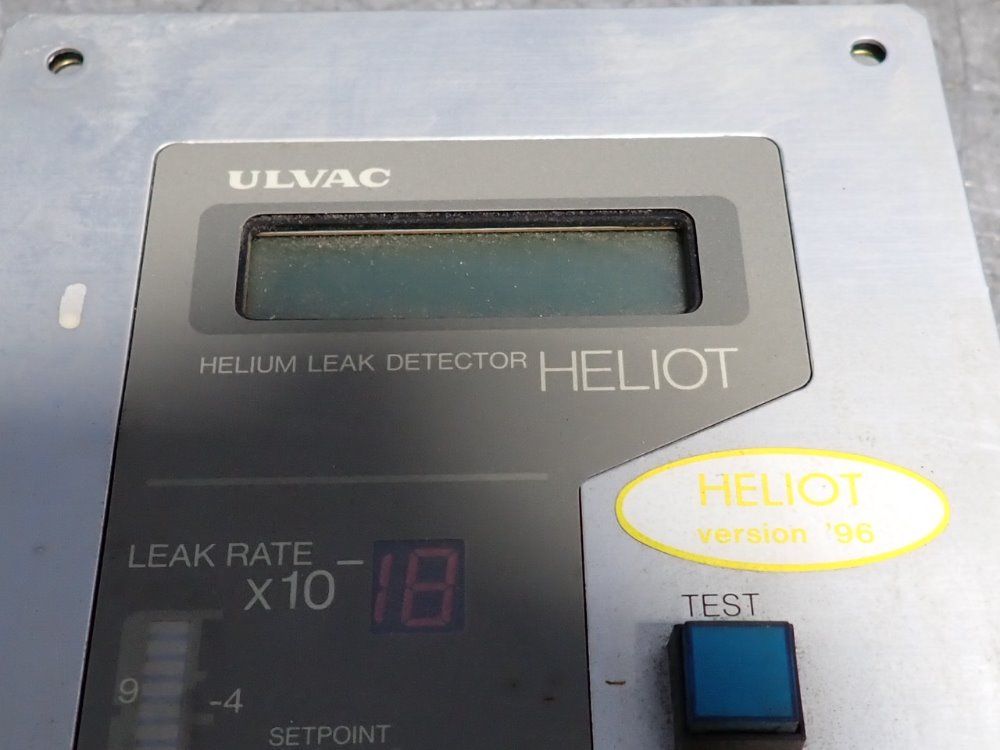 ULVAC
HELIUM LEAK DETECTOR HELIOT
HELIOT
version '96
LEAK RATE
x10 -18
TEST
9
-4
SETPOINT